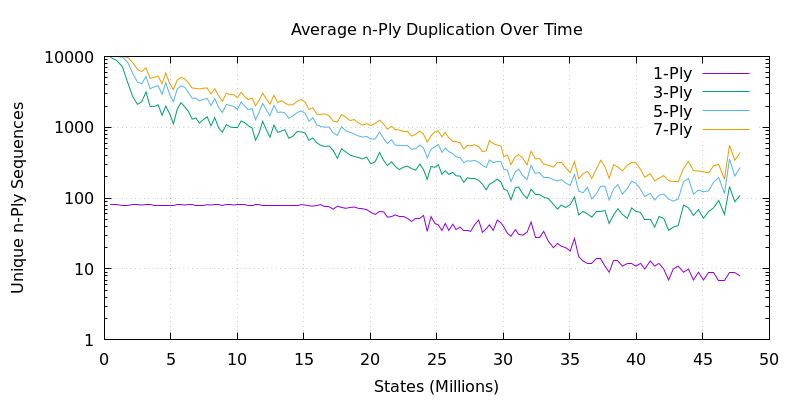 Average n-Ply Duplication Over Time
Unique n-Ply Sequences
10000
1000
100
10
1
1-Ply
3-Ply
5-Ply
7-Ply
0 5 10 15 20 25 30 35 40 45 50
States (Millions)